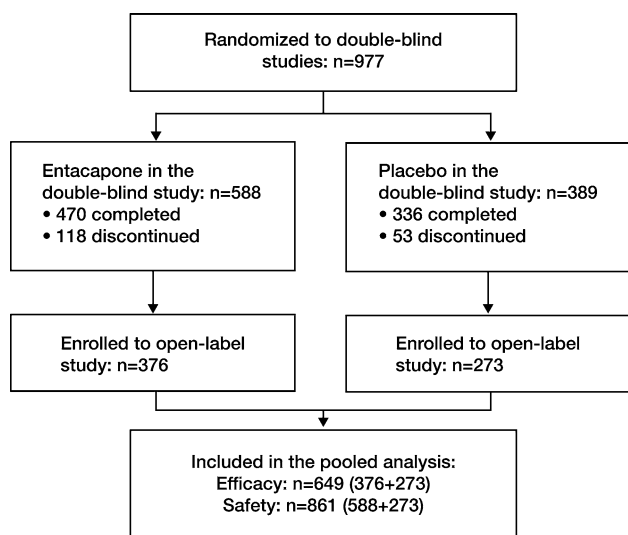 Randomized to double-blind
studies: n=977
Entacapone in the
double-blind study: n=588
• 470 completed
• 118 discontinued
Placebo in the
double-blind study: n=389
• 336 completed
• 53 discontinued
Enrolled to open-label
study: n=376
Enrolled to open-label
study: n=273
Included in the pooled analysis:
Efficacy: n=649 (376+273)
Safety: n=861 (588+273)